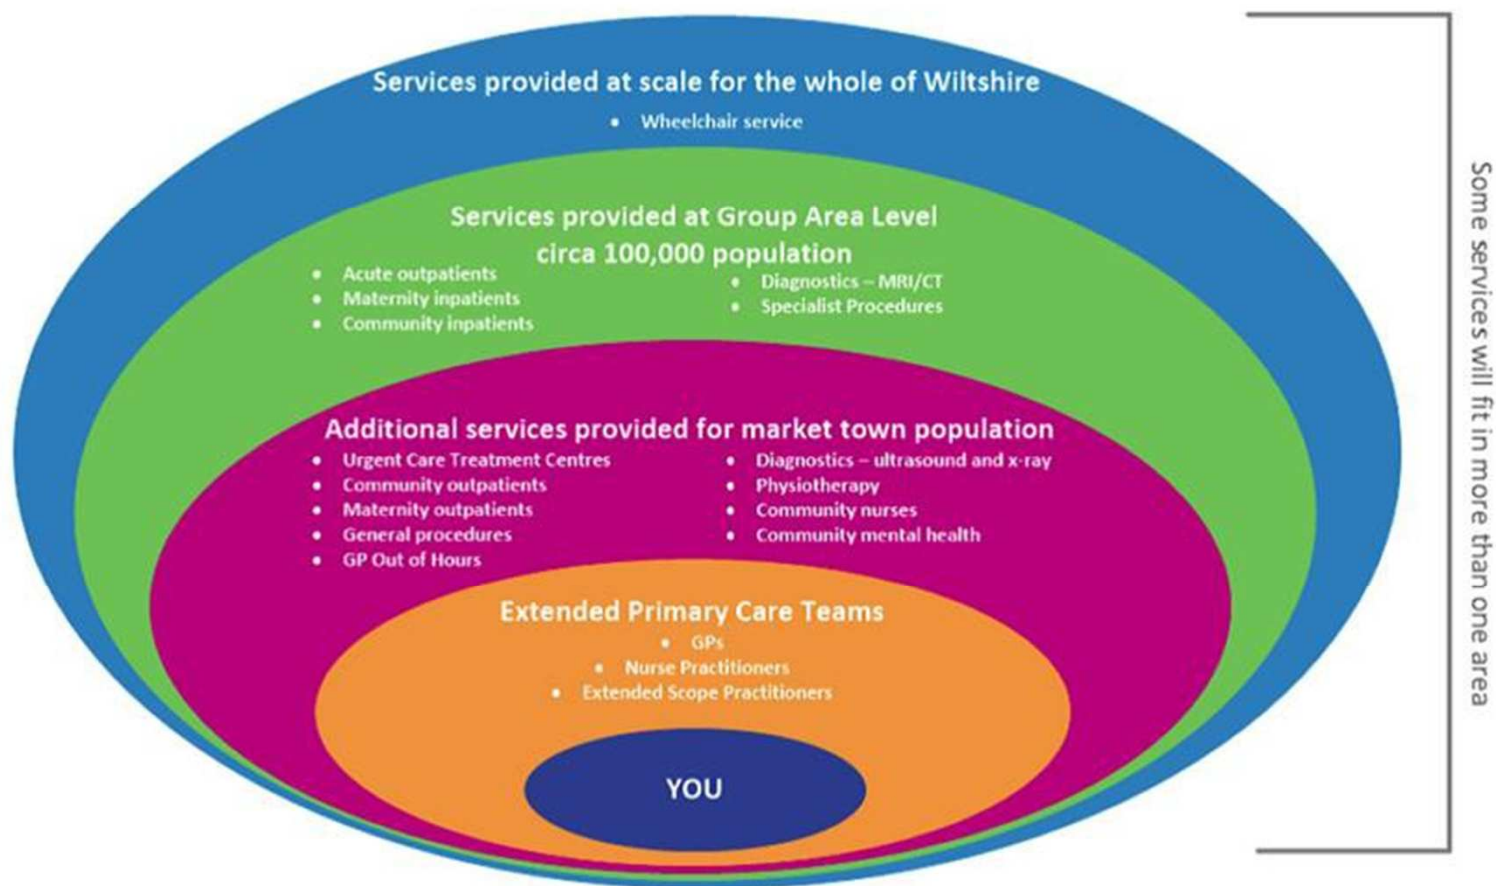 Services provided at scale for the whole of Wiltshire
• Wheelchair service
Services provided at Group Area Level
circa 100,000 population
• Acute outpatients
• Maternity inpatients
• Community inpatients
• Diagnostics – MRI/CT
• Specialist Procedures
Additional services provided for market town population
• Urgent Care Treatment Centres
• Community outpatients
• Maternity outpatients
• General procedures
• GP Out of Hours
• Diagnostics – ultrasound and x-ray
• Physiotherapy
• Community nurses
• Community mental health
Extended Primary Care Teams
• GPs
• Nurse Practitioners
• Extended Scope Practitioners
YOU
Some services will fit in more than one area